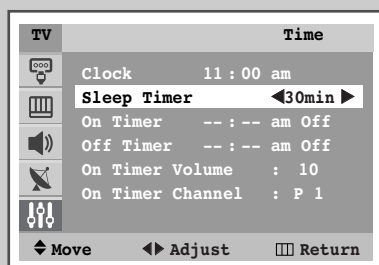 TV Time
Clock 11 : 00 am
Sleep Timer ◀30min ▶
On Timer -- : -- am Off
Off Timer -- : -- am Off
On Timer Volume : 10
On Timer Channel : P 1
Move Adjust Return